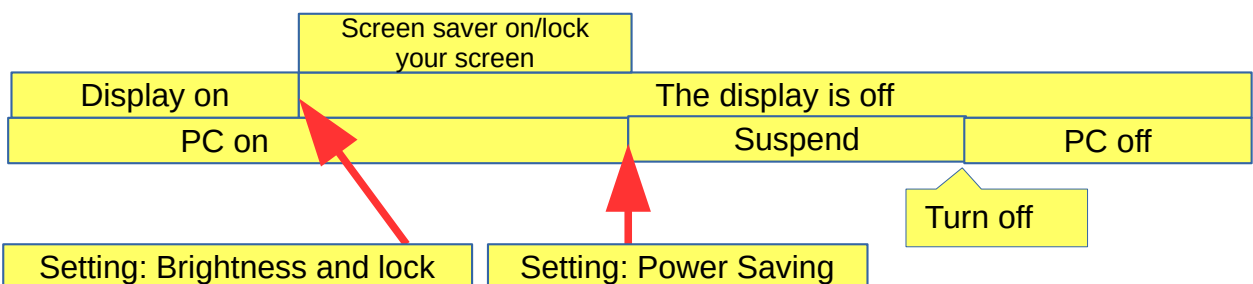 Screen saver on/lock
your screen
Display on
The display is off
PC on
Suspend
PC off
Turn off
Setting: Brightness and lock
Setting: Power Saving